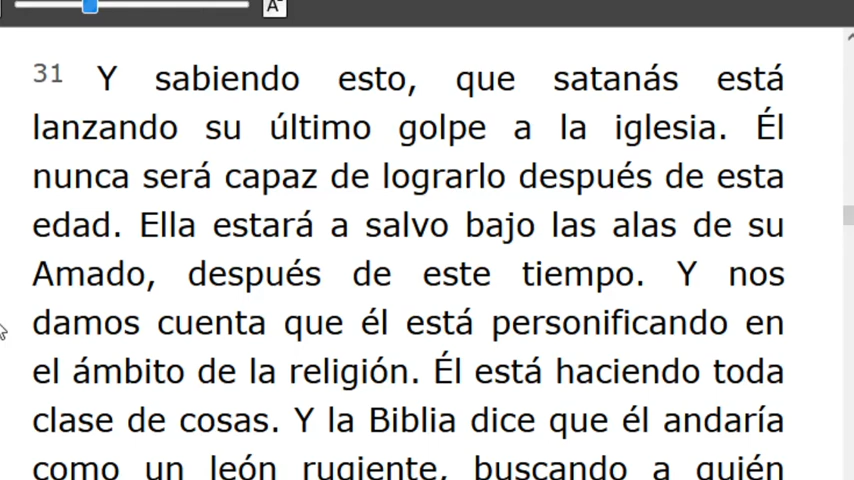 A
31 Y sabiendo esto, que satanás está
lanzando su último golpe a la iglesia. Él
nunca será capaz de lograrlo después de esta
edad. Ella estará a salvo bajo las alas de su
Amado, después de este tiempo. Y nos
damos cuenta que él está personificando en
el ámbito de la religión. Él está haciendo toda
clase de cosas. Y la Biblia dice que él andaría
como un león rugiente, buscando a quién